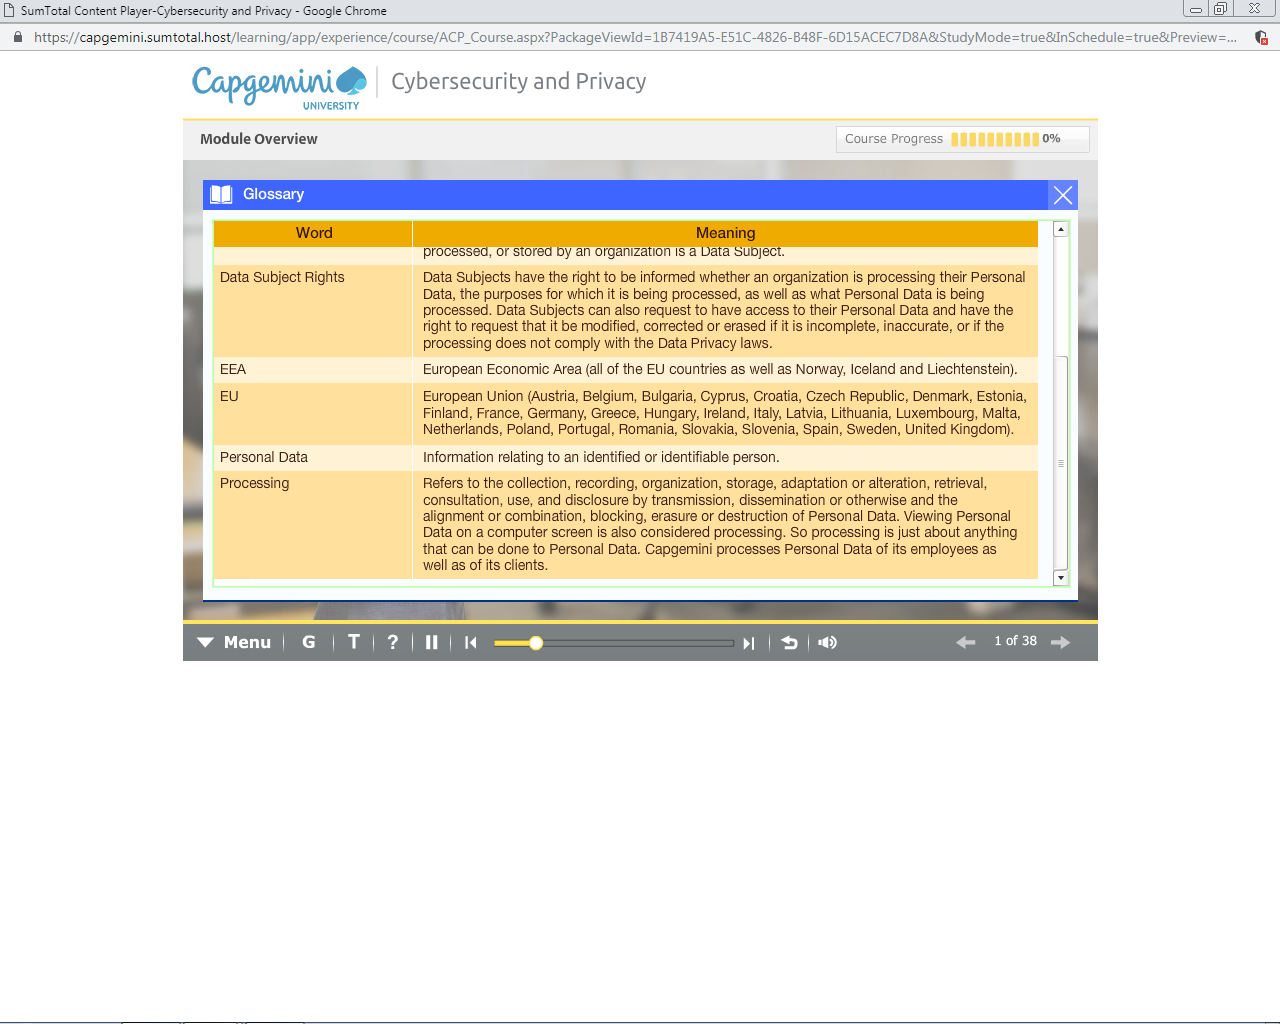 SumTotal Content Player-Cybersecurity and Privacy - Google Chrome
https://capgemini.sumtotal.host/learning/app/experience/course/ACP_Course.aspx?PackageViewId=1B7419A5-E51C-4826-B48F-6D15ACEC7D8A&StudyMode=true&InSchedule=true&Preview=...
Capgemini
UNIVERSITY
Cybersecurity and Privacy
Module Overview
Course Progress 0%
Glossary
Word Meaning
processed, or stored by an organization is a Data Subject.
Data Subject Rights Data Subjects have the right to be informed whether an organization is processing their Personal
Data, the purposes for which it is being processed, as well as what Personal Data is being
processed. Data Subjects can also request to have access to their Personal Data and have the
right to request that it be modified, corrected or erased if it is incomplete, inaccurate, or if the
processing does not comply with the Data Privacy laws.
EEA European Economic Area (all of the EU countries as well as Norway, Iceland and Liechtenstein).
EU European Union (Austria, Belgium, Bulgaria, Cyprus, Croatia, Czech Republic, Denmark, Estonia,
Finland, France, Germany, Greece, Hungary, Ireland, Italy, Latvia, Lithuania, Luxembourg, Malta,
Netherlands, Poland, Portugal, Romania, Slovakia, Slovenia, Spain, Sweden, United Kingdom).
Personal Data Information relating to an identified or identifiable person.
Processing Refers to the collection, recording, organization, storage, adaptation or alteration, retrieval,
consultation, use, and disclosure by transmission, dissemination or otherwise and the
alignment or combination, blocking, erasure or destruction of Personal Data. Viewing Personal
Data on a computer screen is also considered processing. So processing is just about anything
that can be done to Personal Data. Capgemini processes Personal Data of its employees as
well as of its clients.
Menu G T ? 1 of 38